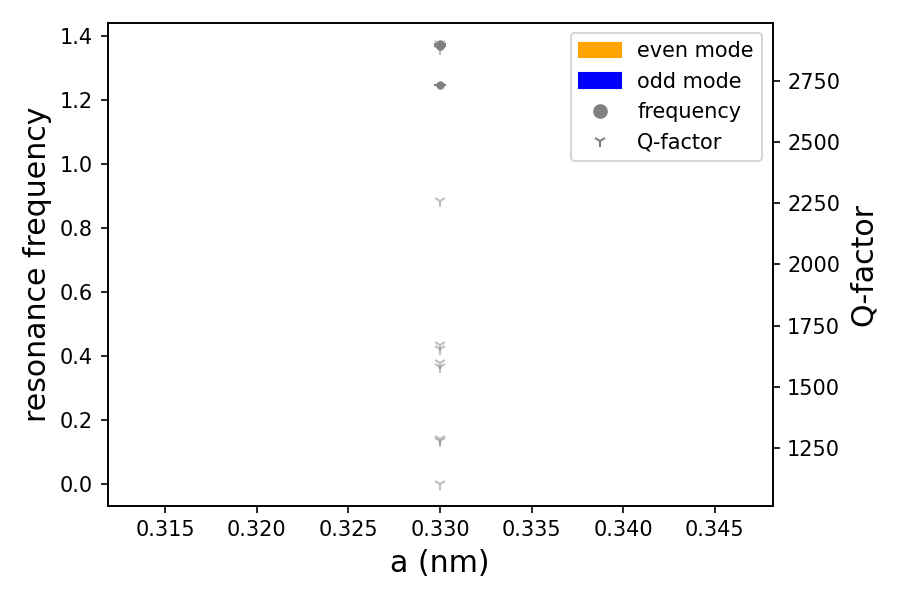 resonance frequency
1.4
1.2
1.0
0.8
0.6
0.4
0.2
0.0
even mode
odd mode
frequency
Q-factor
2750
2500
2250
2000
1750
1500
1250
Q-factor
0.315 0.320 0.325 0.330 0.335 0.340 0.345
a (nm)